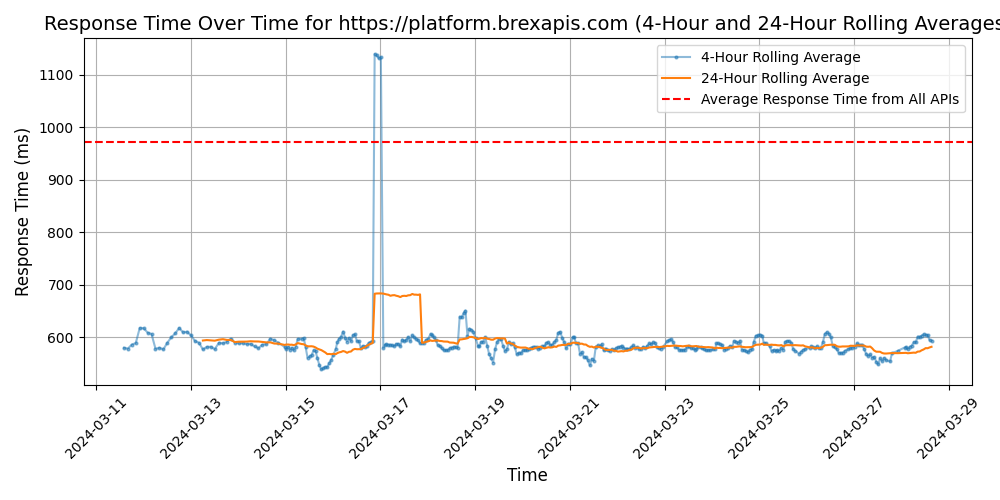 Response Time Over Time for https://platform.brexapis.com (4-Hour and 24-Hour Rolling Averages
4-Hour Rolling Average
24-Hour Rolling Average
Average Response Time from All APIs
Response Time (ms)
1100
1000
900
800
700
600
2024-03-11
2024-03-13
2024-03-15
2024-03-17
2024-03-19
2024-03-21
2024-03-23
2024-03-25
2024-03-27
2024-03-29
Time